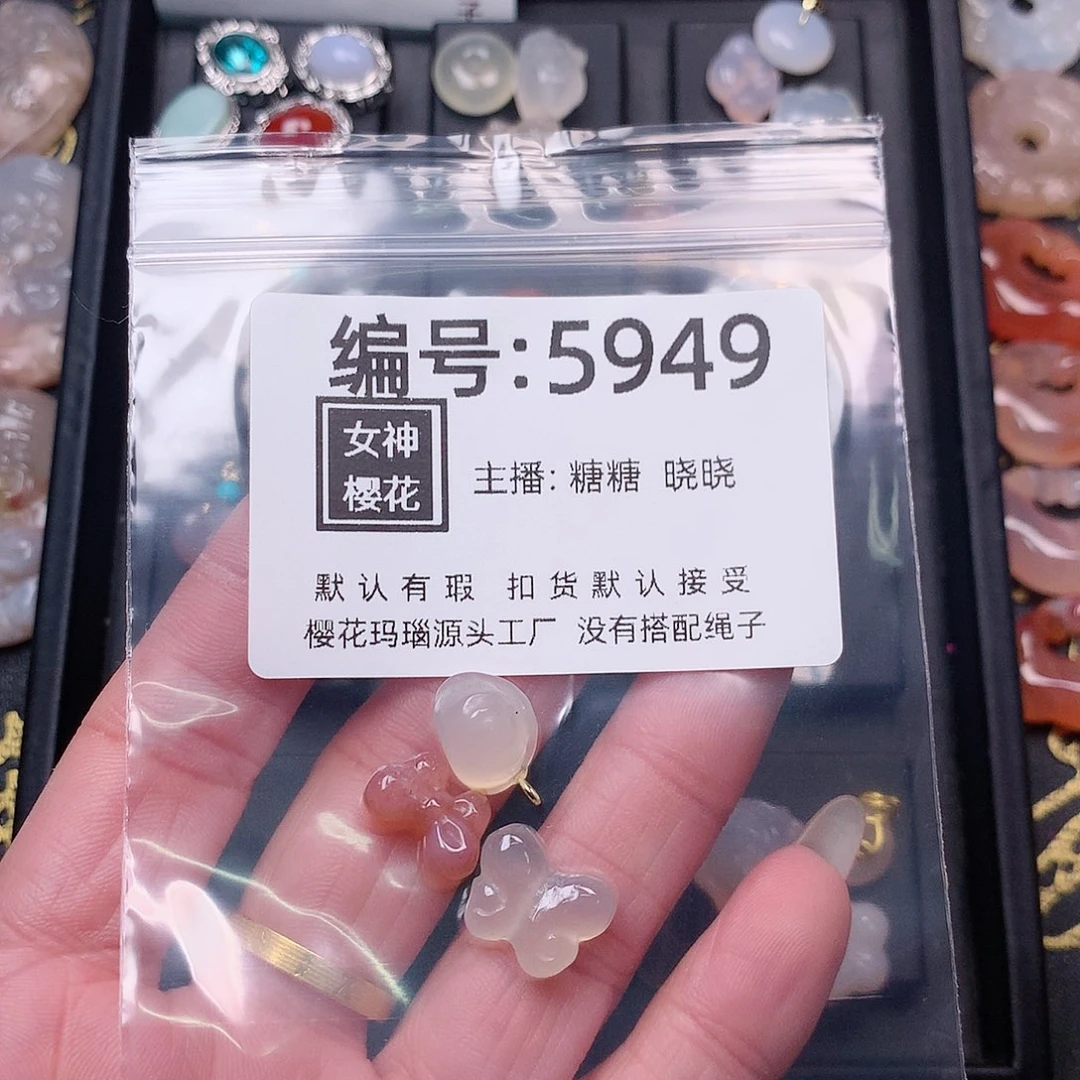 编号:5949
女神
樱花
主播: 糖糖 晓晓
默认有瑕 扣货默认接受
樱花玛瑙源头工厂 没有搭配绳子